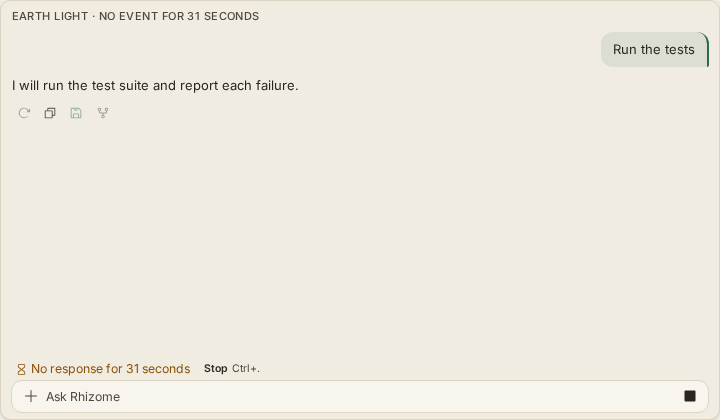 EARTH LIGHT · NO EVENT FOR 31 SECONDS
Run the tests
I will run the test suite and report each failure.
No response for 31 seconds Stop Ctrl+.
Ask Rhizome